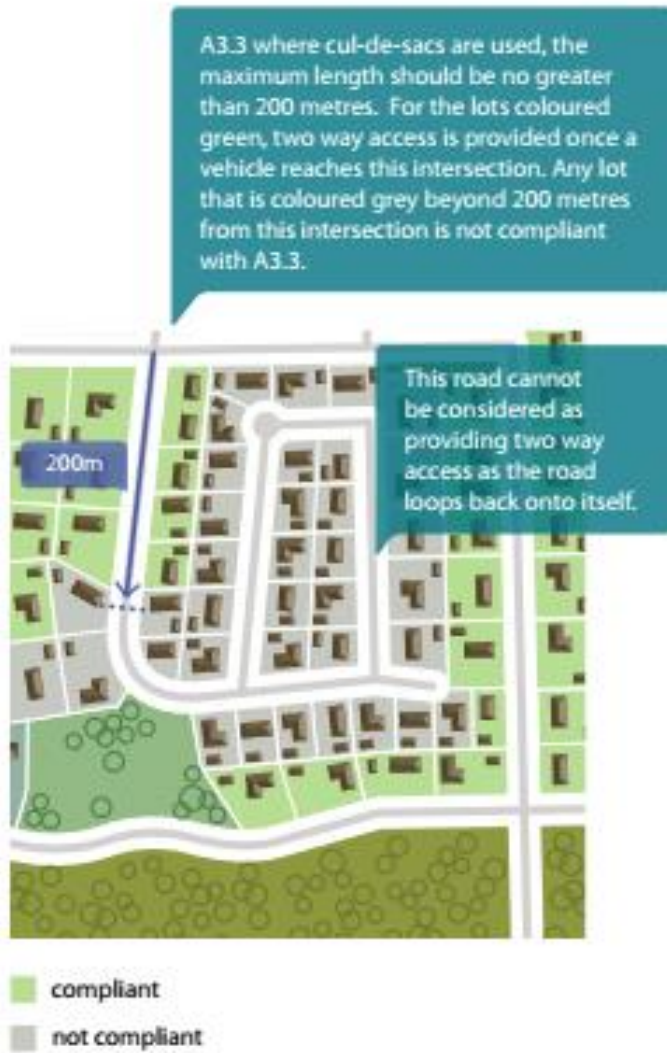 A3.3 where cul-de-sacs are used, the
maximum length should be no greater
than 200 metres. For the lots coloured
green, two way access is provided once a
vehicle reaches this intersection. Any lot
that is coloured grey beyond 200 metres
from this intersection is not compliant
with A3.3.
This road cannot
be considered as
providing two way
access as the road
loops back onto itself.
200m
compliant
not compliant